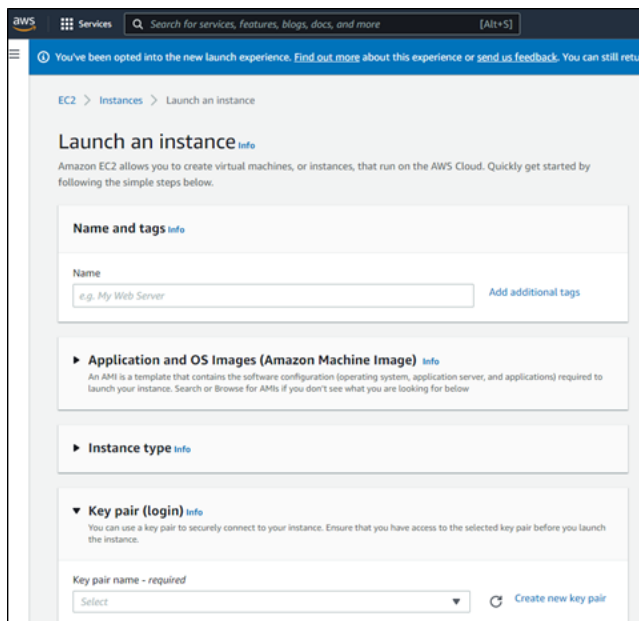 aws Services Search for services, features, blogs, docs, and more [Alt+S]
You've been opted into the new launch experience. Find out more about this experience or send us feedback. You can still retu
EC2 > Instances > Launch an instance
Launch an instance Info
Amazon EC2 allows you to create virtual machines, or instances, that run on the AWS Cloud. Quickly get started by
following the simple steps below.
Name and tags Info
Name
e.g. My Web Server Add additional tags
Application and OS Images (Amazon Machine Image) Info
An AMI is a template that contains the software configuration (operating system, application server, and applications) required to
launch your instance. Search or Browse for AMIs if you don't see what you are looking for below
Instance type Info
Key pair (login) Info
You can use a key pair to securely connect to your instance. Ensure that you have access to the selected key pair before you launch
the instance.
Key pair name - required
Select Create new key pair